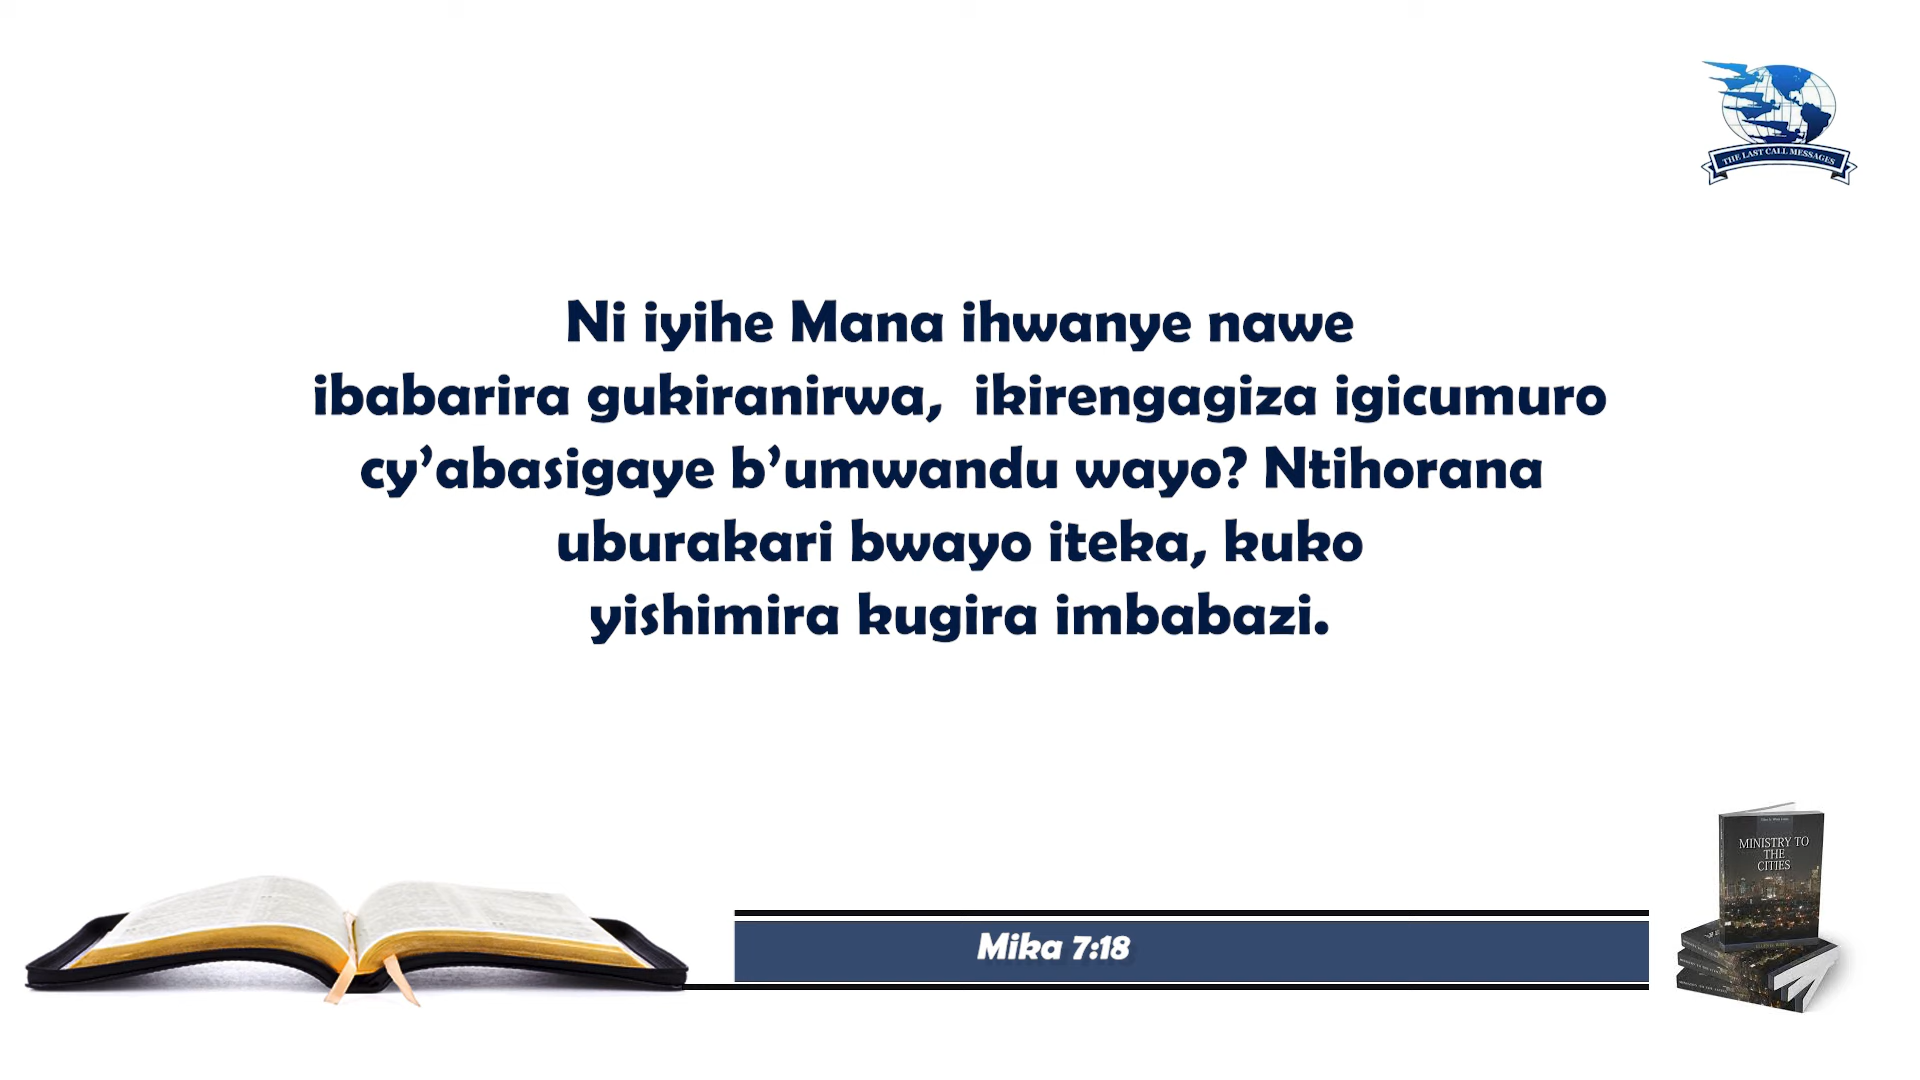 THE LAST CALL MESSAGES
Ni iyihe Mana ihwanye nawe
ibabarira gukiranirwa, ikirengagiza igicumuro
cy’abasigaye b’umwandu wayo? Ntihorana
uburakari bwayo iteka, kuko
yishimira kugira imbabazi.
MINISTRY TO
THE
CITIES
Mika 7:18